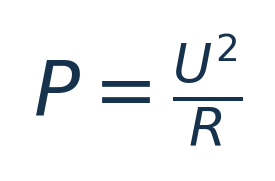 P = U²/R